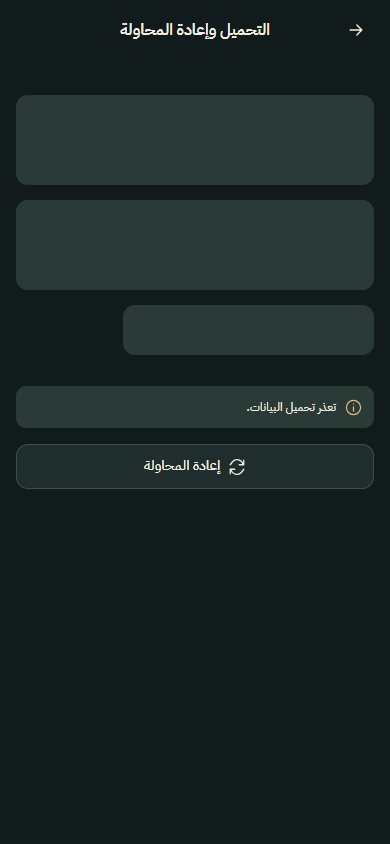 التحميل وإعادة المحاولة
تعذر تحميل البيانات.
إعادة المحاولة